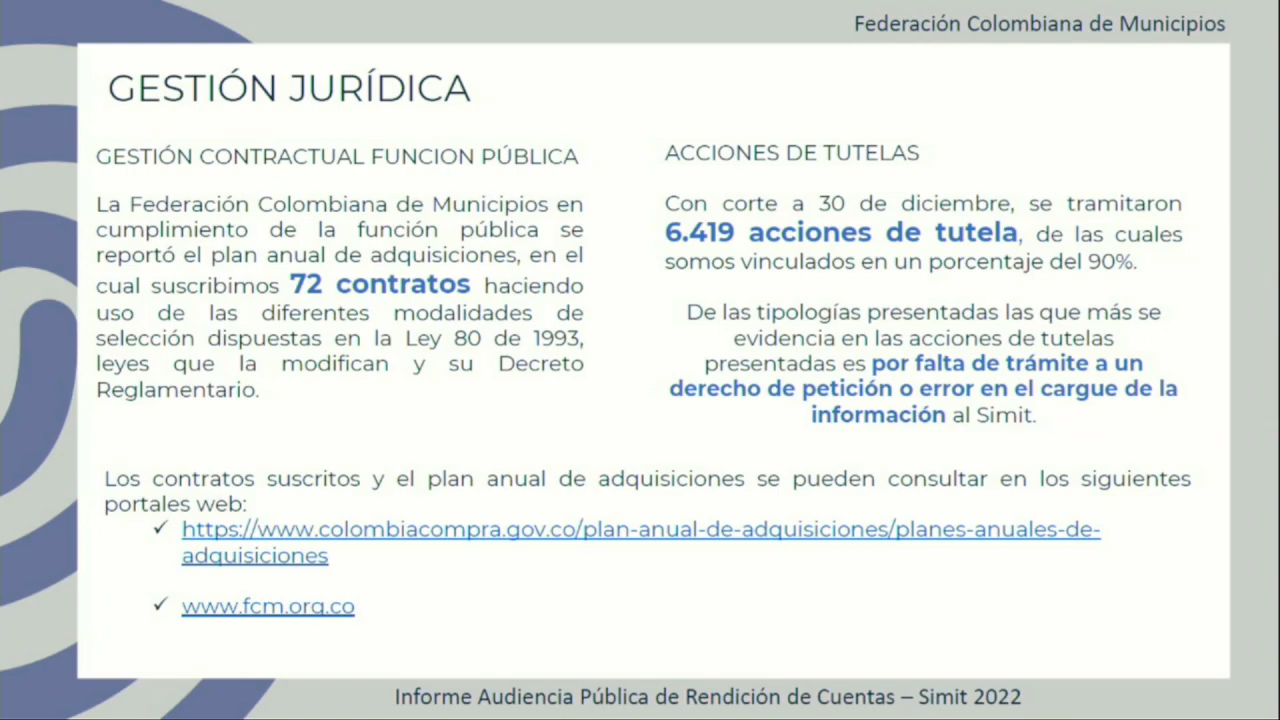 Federación Colombiana de Municipios
GESTIÓN JURÍDICA
GESTIÓN CONTRACTUAL FUNCION PÚBLICA
La Federación Colombiana de Municipios en
cumplimiento de la función pública se
reportó el plan anual de adquisiciones, en el
cual suscribimos 72 contratos haciendo
uso de las diferentes modalidades de
selección dispuestas en la Ley 80 de 1993,
leyes que la modifican y su Decreto
Reglamentario.
ACCIONES DE TUTELAS
Con corte a 30 de diciembre, se tramitaron
6.419 acciones de tutela, de las cuales
somos vinculados en un porcentaje del 90%.
De las tipologías presentadas las que más se
evidencia en las acciones de tutelas
presentadas es por falta de trámite a un
derecho de petición o error en el cargue de la
información al Simit.
Los contratos suscritos y el plan anual de adquisiciones se pueden consultar en los siguientes
portales web:
✓ https://www.colombiacompra.gov.co/plan-anual-de-adquisiciones/planes-anuales-de-
adquisiciones
✓ www.fcm.org.co
Informe Audiencia Pública de Rendición de Cuentas – Simit 2022